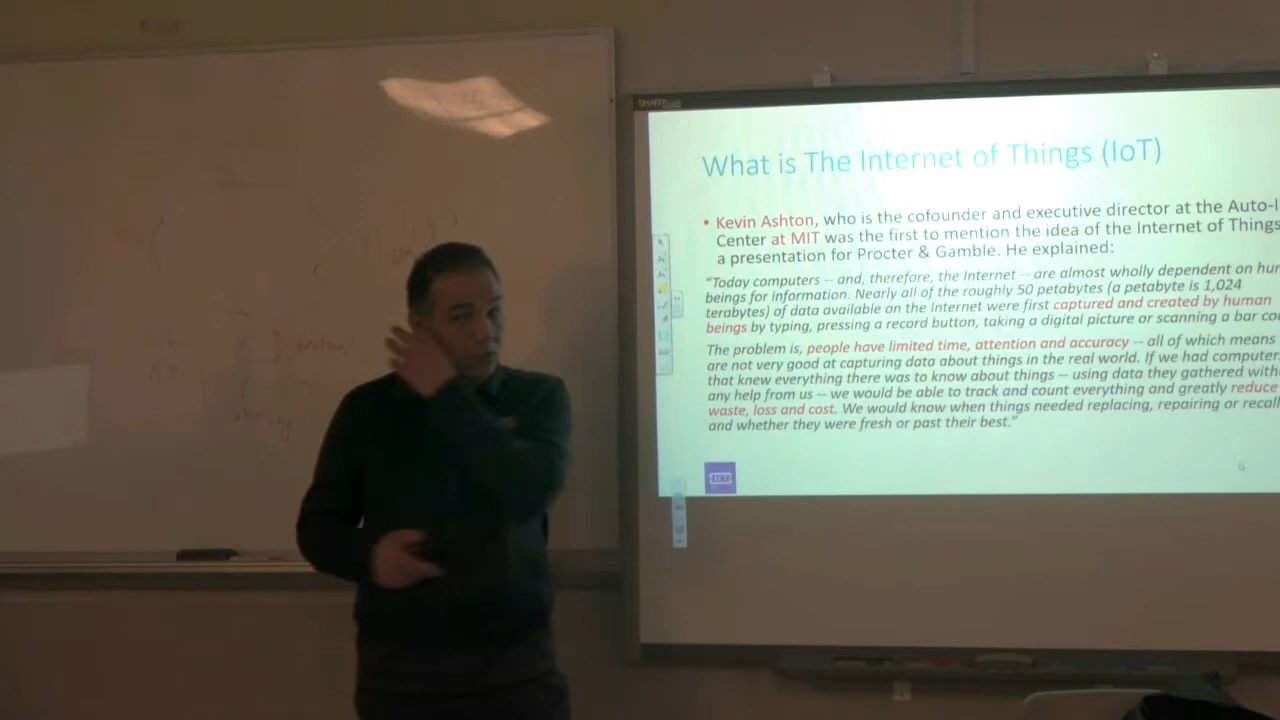 SMART
What is The Internet of Things (IoT)
• Kevin Ashton, who is the cofounder and executive director at the Auto-I
Center at MIT was the first to mention the idea of the Internet of Things
a presentation for Procter & Gamble. He explained:
“Today computers -- and, therefore, the Internet -- are almost wholly dependent on hu
beings for information. Nearly all of the roughly 50 petabytes (a petabyte is 1,024
terabytes) of data available on the Internet were first captured and created by human
beings by typing, pressing a record button, taking a digital picture or scanning a bar co
The problem is, people have limited time, attention and accuracy -- all of which means
are not very good at capturing data about things in the real world. If we had computer
that knew everything there was to know about things -- using data they gathered with
any help from us -- we would be able to track and count everything and greatly reduce
waste, loss and cost. We would know when things needed replacing, repairing or recall
and whether they were fresh or past their best.”